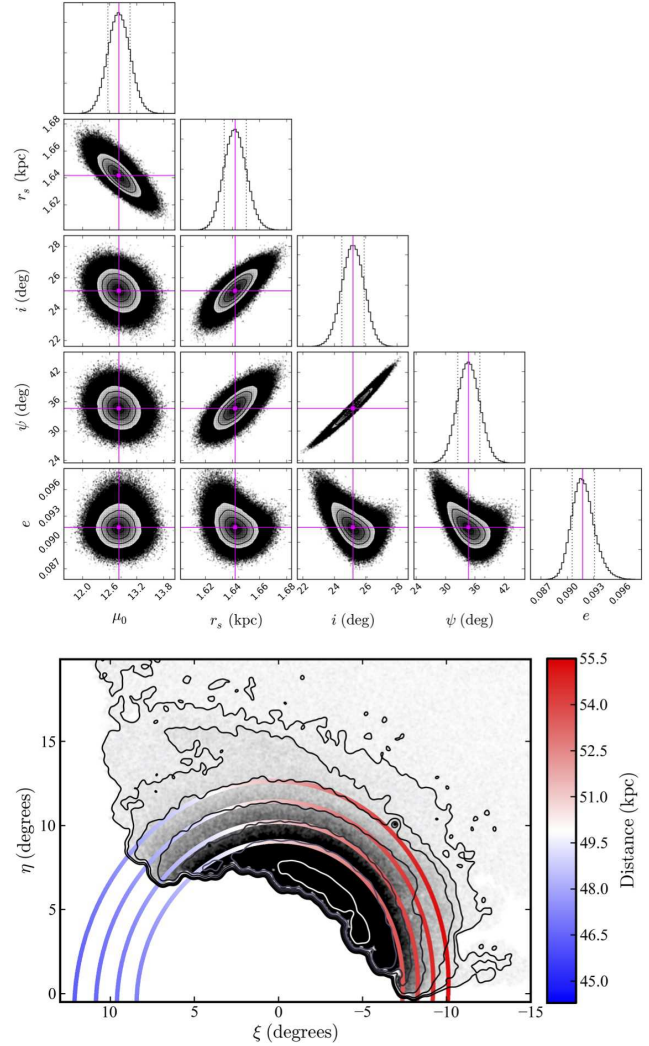 1.68
1.66
1.64
1.62
r_s (kpc)
28
26
24
22
i (deg)
42
36
30
24
ψ (deg)
0.096
0.093
0.090
0.087
e
12.0 12.6 13.2 13.8
1.62 1.64 1.66 1.68
22 24 26 28
24 30 36 42
0.087 0.090 0.093 0.096
μ₀ r_s (kpc) i (deg) ψ (deg) e
55.5
54.0
52.5
51.0
49.5
48.0
46.5
45.0
Distance (kpc)
15
10
5
0
η (degrees)
10 5 0 −5 −10 −15
ξ (degrees)